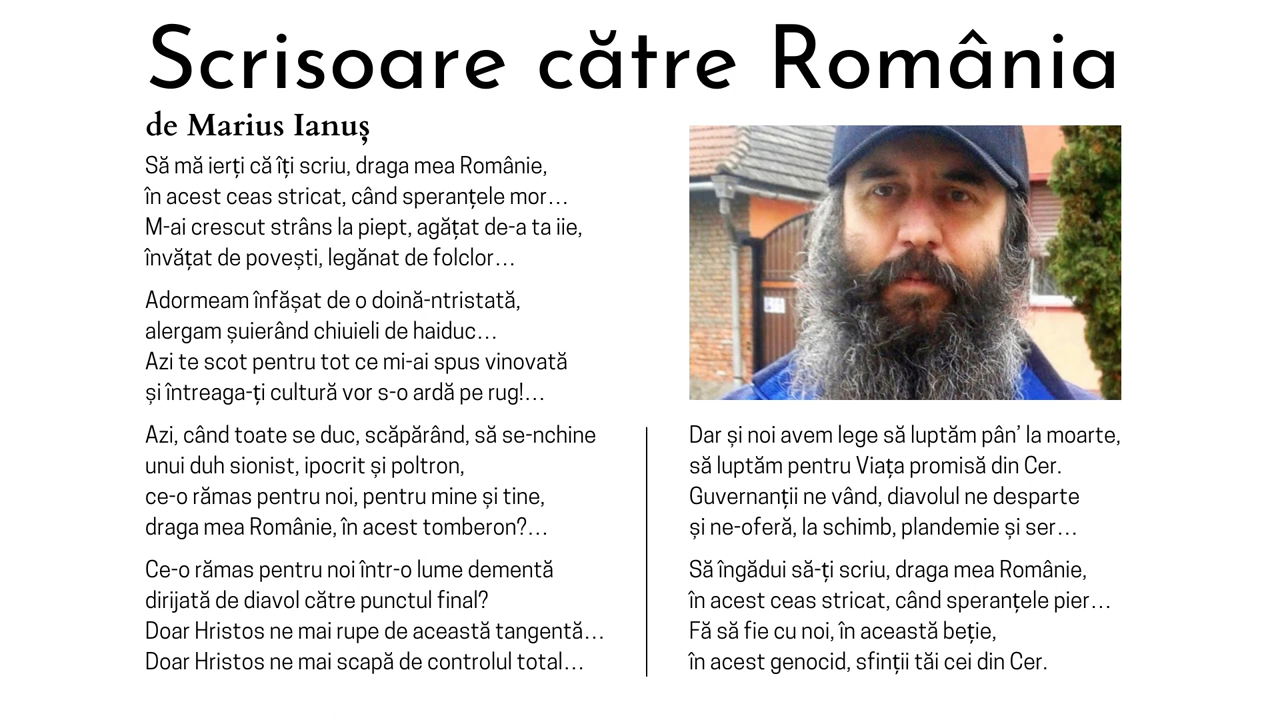 Scrisoare către România
de Marius Ianuș
Să mă ierți că îți scriu, draga mea Românie,
în acest ceas stricat, când speranțele mor…
M-ai crescut strâns la piept, agățat de-a ta iie,
învățat de povești, legănat de folclor…
Adormeam înfășat de o doină-ntristată,
alergam șuierând chiuieli de haiduc…
Azi te scot pentru tot ce mi-ai spus vinovată
și întreaga-ți cultură vor s-o ardă pe rug!…
Azi, când toate se duc, scăpărând, să se-nchine
unui duh sionist, ipocrit și poltron,
ce-o rămas pentru noi, pentru mine și tine,
draga mea Românie, în acest tomberon?…
Ce-o rămas pentru noi într-o lume dementă
dirijată de diavol către punctul final?
Doar Hristos ne mai rupe de această tangentă…
Doar Hristos ne mai scapă de controlul total…
Dar și noi avem lege să luptăm pân’ la moarte,
să luptăm pentru Viața promisă din Cer.
Guvernanții ne vând, diavolul ne desparte
și ne-oferă, la schimb, plandemie și ser…
Să îngădui să-ți scriu, draga mea Românie,
în acest ceas stricat, când speranțele pier…
Fă să fie cu noi, în această beție,
în acest genocid, sfinții tăi cei din Cer.